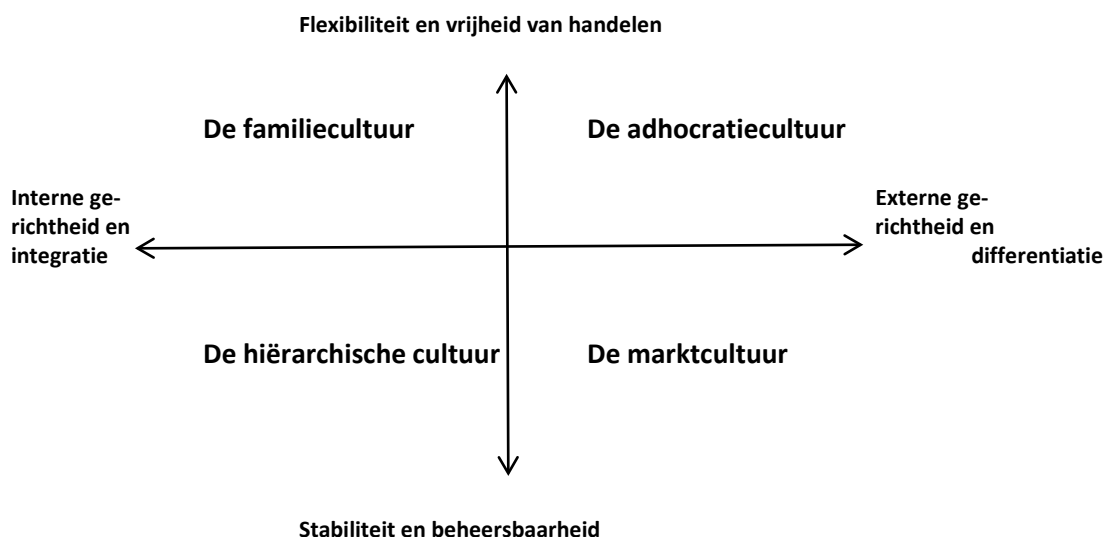 Flexibiliteit en vrijheid van handelen
De familiecultuur
De adhocratiecultuur
Interne ge-
richtheid en
integratie
Externe ge-
richtheid en
differentiatie
De hiërarchische cultuur
De marktcultuur
Stabiliteit en beheersbaarheid